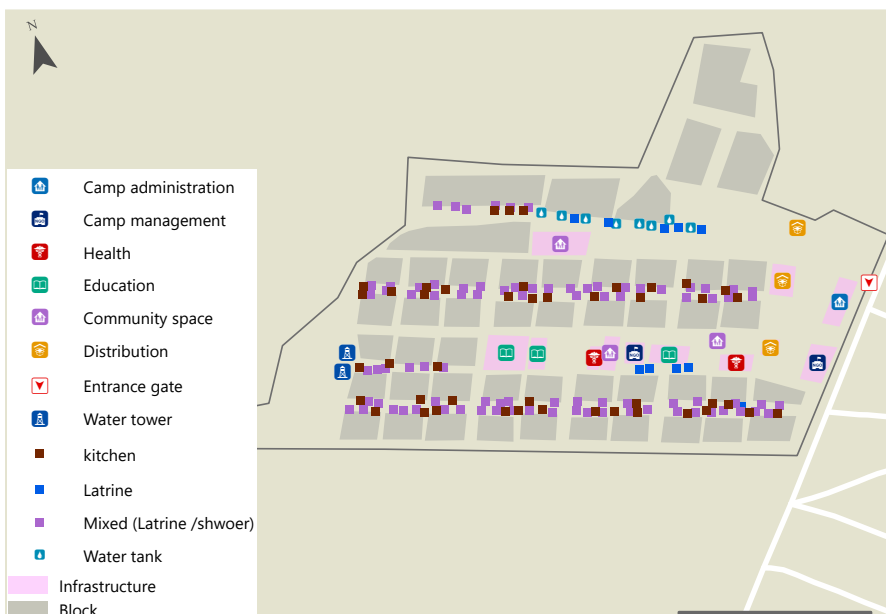 N
Camp administration
Camp management
Health
Education
Community space
Distribution
Entrance gate
Water tower
kitchen
Latrine
Mixed (Latrine /shwoer)
Water tank
Infrastructure
Block